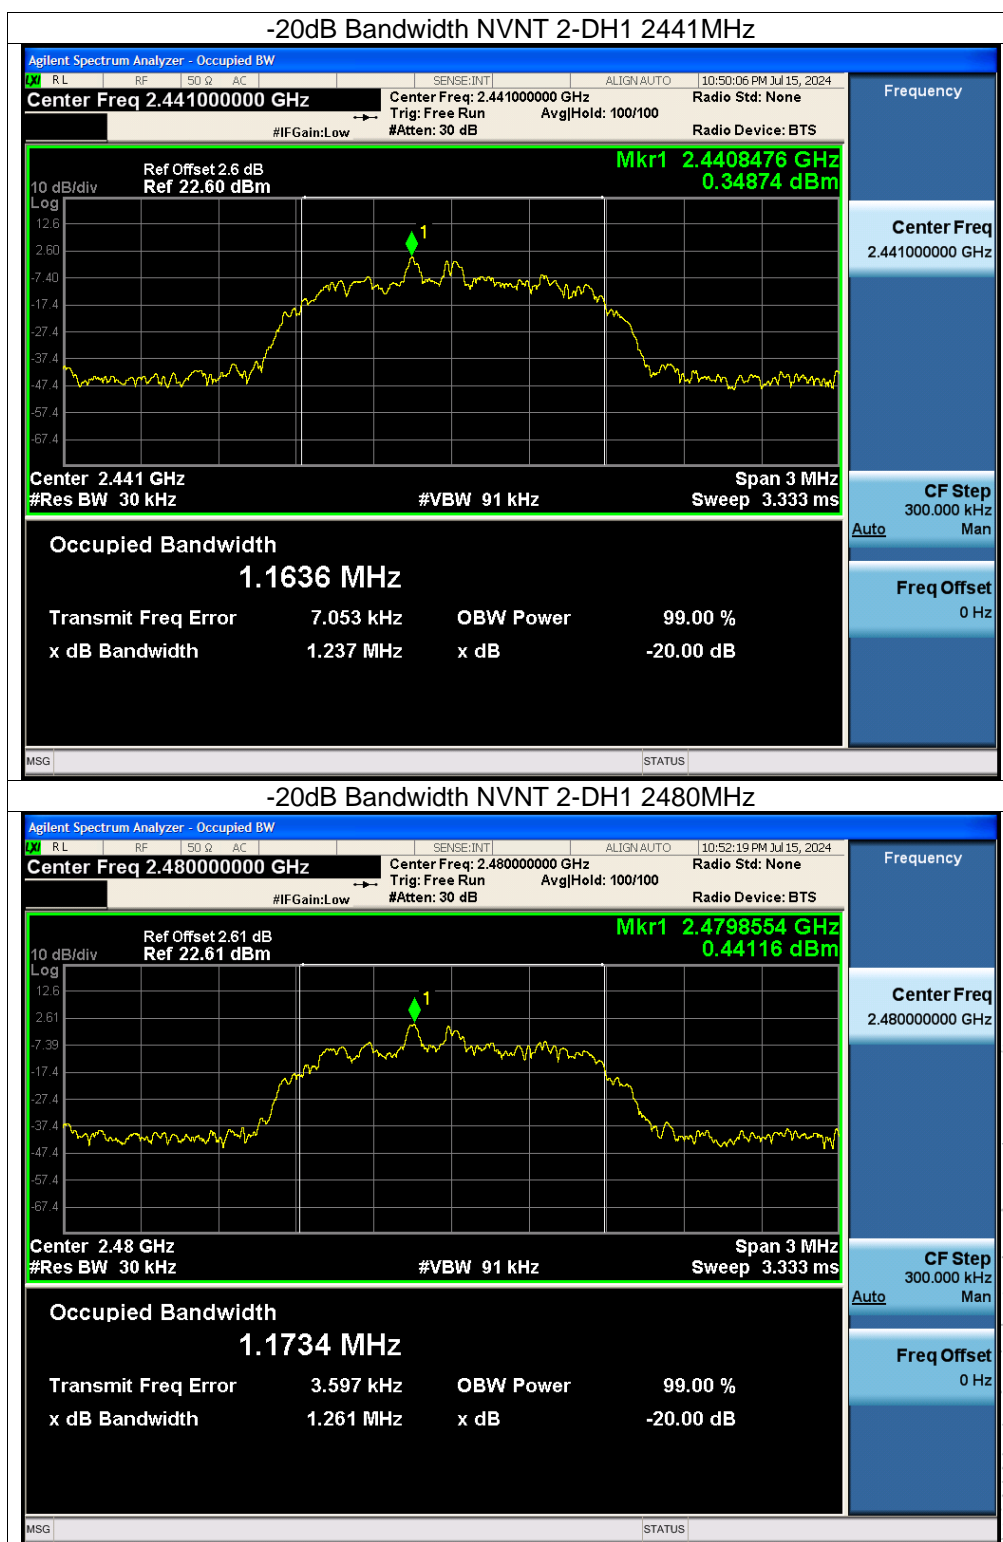 -20dB Bandwidth NVNT 2-DH1 2441MHz
Agilent Spectrum Analyzer - Occupied BW
LXI RL RF 50 Ω AC SENSE:INT ALIGN AUTO 10:50:06 PM Jul 15, 2024
Center Freq 2.441000000 GHz
Center Freq: 2.441000000 GHz Radio Std: None
Trig: Free Run Avg|Hold: 100/100
#IFGain:Low #Atten: 30 dB Radio Device: BTS
Frequency
Mkr1 2.4408476 GHz
0.34874 dBm
Ref Offset 2.6 dB
10 dB/div Ref 22.60 dBm
Log
12.6
2.60
-7.40
-17.4
-27.4
-37.4
-47.4
-57.4
-67.4
1
Center 2.441 GHz Span 3 MHz
#Res BW 30 kHz #VBW 91 kHz Sweep 3.333 ms
Center Freq
2.441000000 GHz
CF Step
300.000 kHz
Auto Man
Freq Offset
0 Hz
Occupied Bandwidth
1.1636 MHz
Transmit Freq Error 7.053 kHz OBW Power 99.00 %
x dB Bandwidth 1.237 MHz x dB -20.00 dB
MSG STATUS
-20dB Bandwidth NVNT 2-DH1 2480MHz
Agilent Spectrum Analyzer - Occupied BW
LXI RL RF 50 Ω AC SENSE:INT ALIGN AUTO 10:52:19 PM Jul 15, 2024
Center Freq 2.480000000 GHz
Center Freq: 2.480000000 GHz Radio Std: None
Trig: Free Run Avg|Hold: 100/100
#IFGain:Low #Atten: 30 dB Radio Device: BTS
Frequency
Mkr1 2.4798554 GHz
0.44116 dBm
Ref Offset 2.61 dB
10 dB/div Ref 22.61 dBm
Log
12.6
2.61
-7.39
-17.4
-27.4
-37.4
-47.4
-57.4
-67.4
1
Center 2.48 GHz Span 3 MHz
#Res BW 30 kHz #VBW 91 kHz Sweep 3.333 ms
Center Freq
2.480000000 GHz
CF Step
300.000 kHz
Auto Man
Freq Offset
0 Hz
Occupied Bandwidth
1.1734 MHz
Transmit Freq Error 3.597 kHz OBW Power 99.00 %
x dB Bandwidth 1.261 MHz x dB -20.00 dB
MSG STATUS